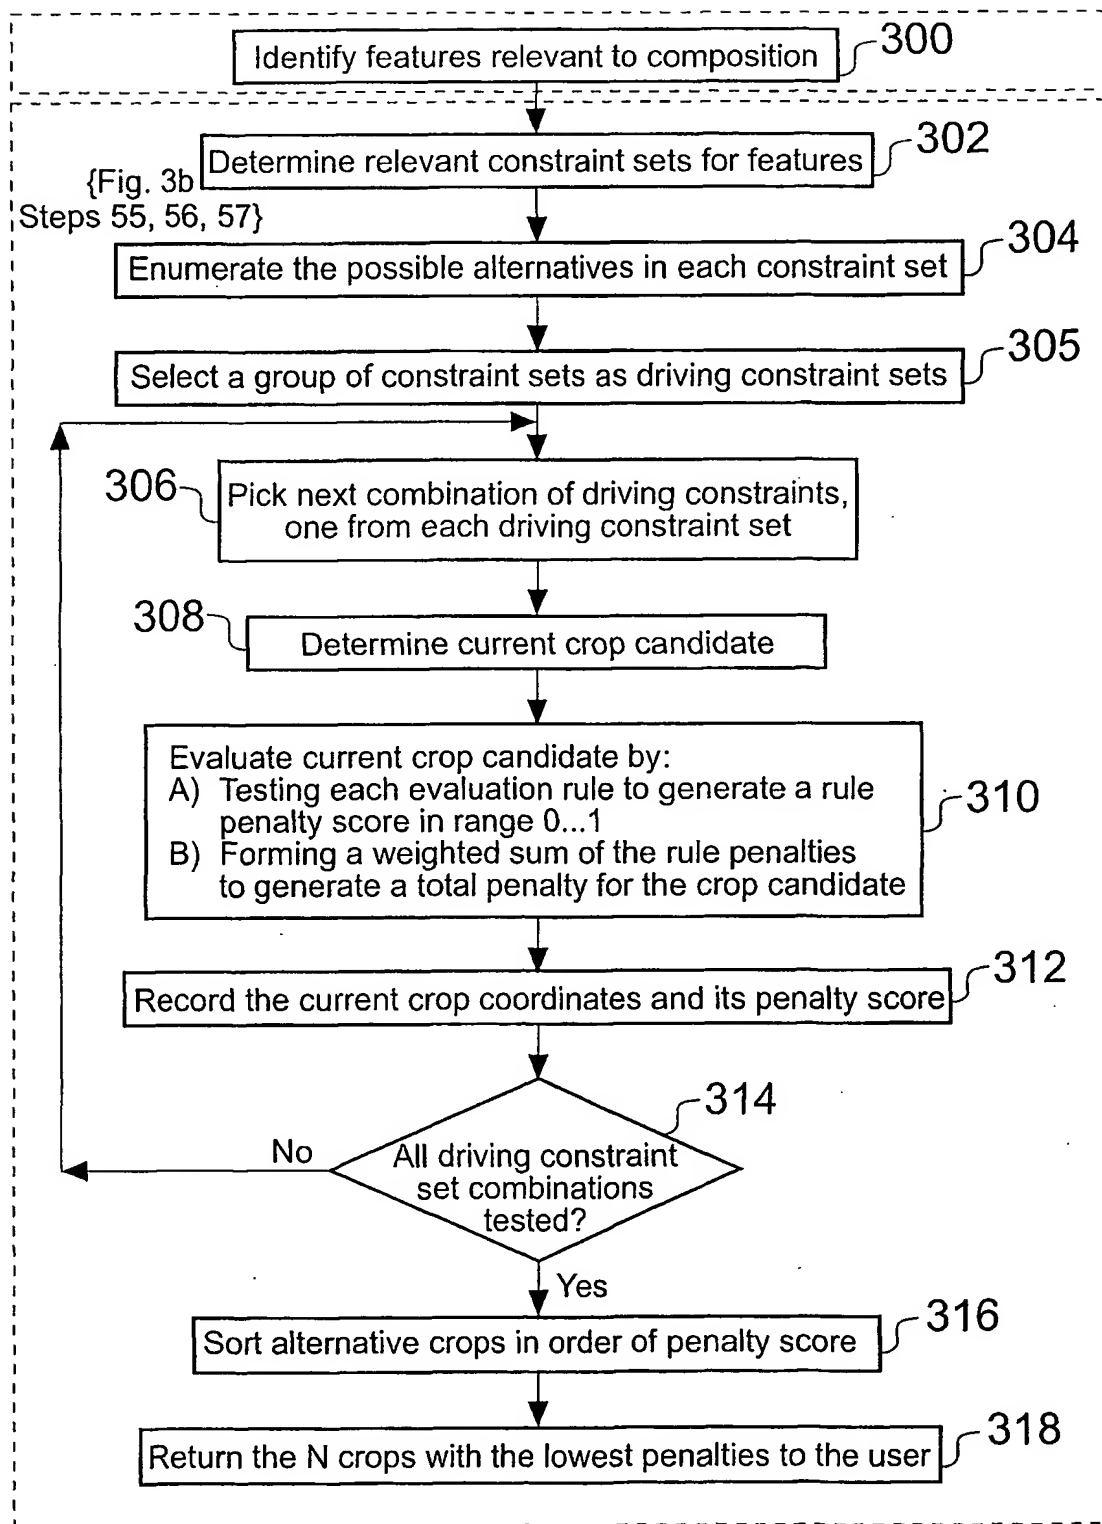 Identify features relevant to composition
300
Determine relevant constraint sets for features
302
{Fig. 3b
Steps 55, 56, 57}
Enumerate the possible alternatives in each constraint set
304
Select a group of constraint sets as driving constraint sets
305
306
Pick next combination of driving constraints,
one from each driving constraint set
308
Determine current crop candidate
Evaluate current crop candidate by:
A) Testing each evaluation rule to generate a rule
penalty score in range 0...1
B) Forming a weighted sum of the rule penalties
to generate a total penalty for the crop candidate
310
Record the current crop coordinates and its penalty score
312
314
No
All driving constraint
set combinations
tested?
Yes
Sort alternative crops in order of penalty score
316
Return the N crops with the lowest penalties to the user
318